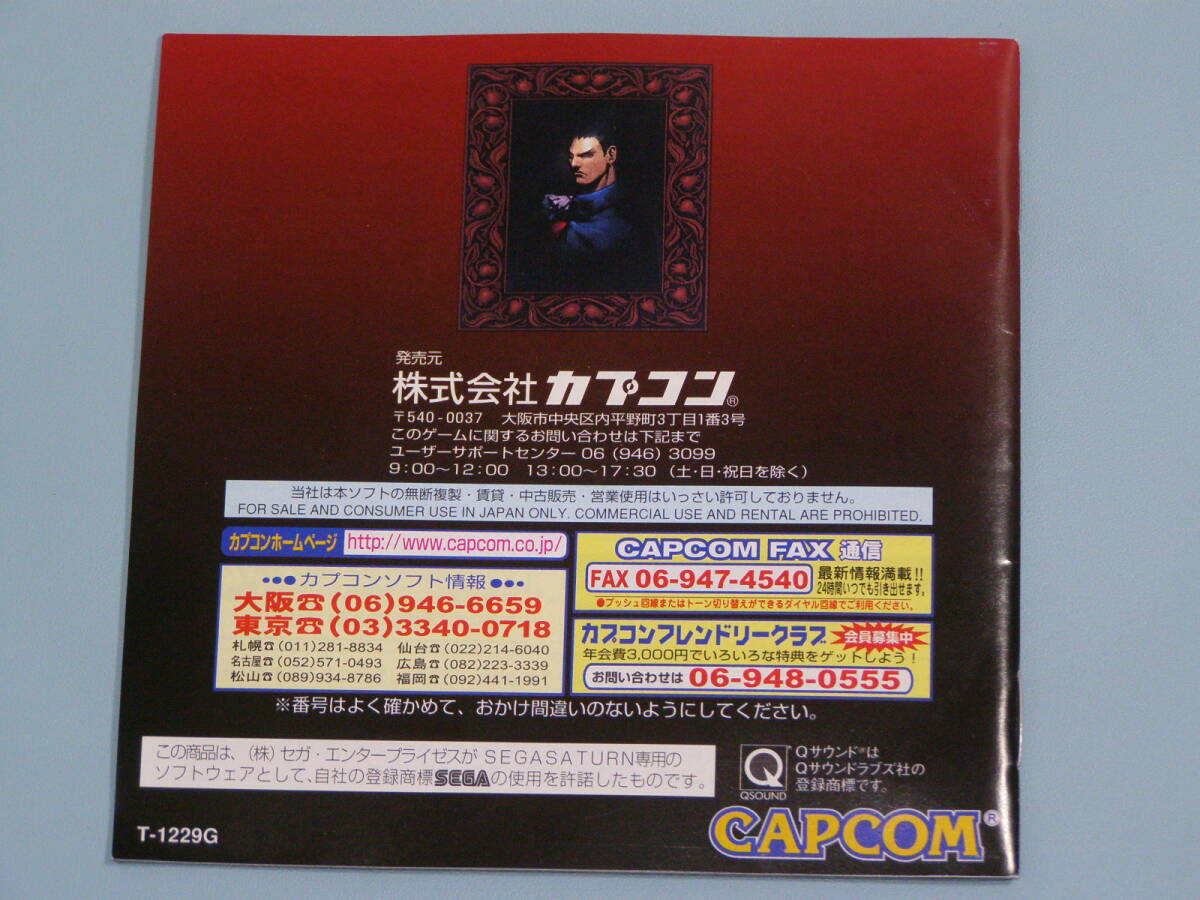 発売元
株式会社カプコン®
〒540-0037 大阪市中央区内平野町3丁目1番3号
このゲームに関するお問い合わせは下記まで
ユーザーサポートセンター 06 (946) 3099
9:00～12:00 13:00～17:30 (土・日・祝日を除く)
当社は本ソフトの無断複製・賃貸・中古販売・営業使用はいっさい許可しておりません。
FOR SALE AND CONSUMER USE IN JAPAN ONLY. COMMERCIAL USE AND RENTAL ARE PROHIBITED.
カプコンホームページ http://www.capcom.co.jp/
●●●カプコンソフト情報●●●
大阪☎(06)946-6659
東京☎(03)3340-0718
札幌☎(011)281-8834 仙台☎(022)214-6040
名古屋☎(052)571-0493 広島☎(082)223-3339
松山☎(089)934-8786 福岡☎(092)441-1991
CAPCOM FAX 通信
FAX 06-947-4540 最新情報満載!!
24時間いつでも引き出せます。
●プッシュ回線またはトーン切り替えができるダイヤル回線でご利用ください。
カプコンフレンドリークラブ 会員募集中
年会費3,000円でいろいろな特典をゲットしよう!
お問い合わせは 06-948-0555
※番号はよく確かめて、おかけ間違いのないようにしてください。
この商品は、(株)セガ・エンタープライゼスがSEGASATURN専用の
ソフトウェアとして、自社の登録商標SEGAの使用を許諾したものです。
Q
QSOUND
Qサウンド®は
Qサウンドラブズ社の
登録商標です。
T-1229G
CAPCOM®